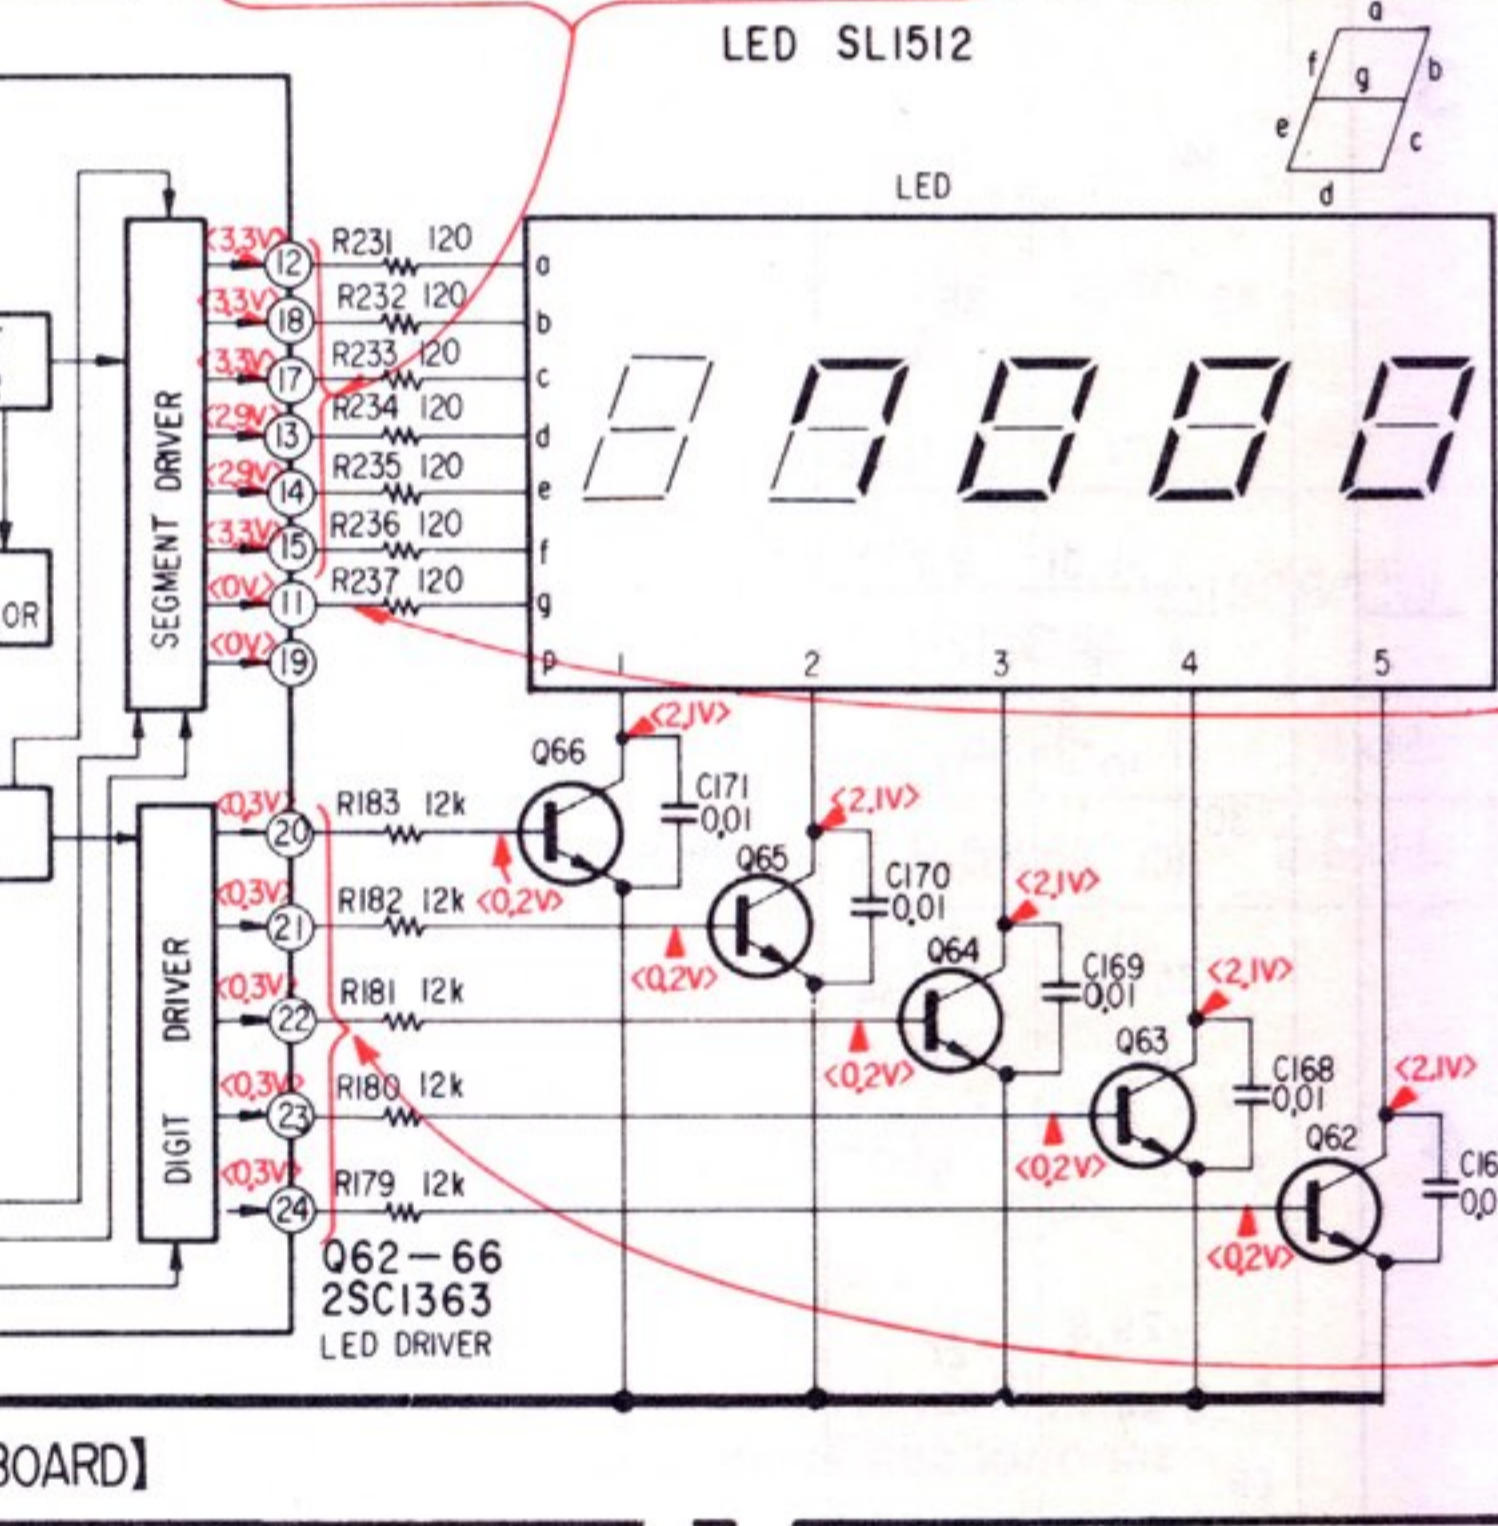 LED SL1512
a
f
g
b
e
c
d
LED
SEGMENT DRIVER
<3.3V> 12 R231 120 a
<3.3V> 18 R232 120 b
<3.3V> 17 R233 120 c
<2.9V> 13 R234 120 d
<2.9V> 14 R235 120 e
<3.3V> 15 R236 120 f
<0V> 11 R237 120 g
<0V> 19
OR
P 1 2 3 4 5
<2.1V>
Q66
C171
0.01
<0.3V> 20 R183 12k
<0.2V>
<2.1V>
Q65
C170
0.01
<0.3V> 21 R182 12k
<0.2V>
<2.1V>
Q64
C169
0.01
<0.3V> 22 R181 12k
<0.2V>
<2.1V>
Q63
C168
0.01
<0.3V> 23 R180 12k
<0.2V>
<2.1V>
Q62
C16
0.0
<0.3V> 24 R179 12k
<0.2V>
DIGIT DRIVER
Q62-66
2SC1363
LED DRIVER
BOARD】